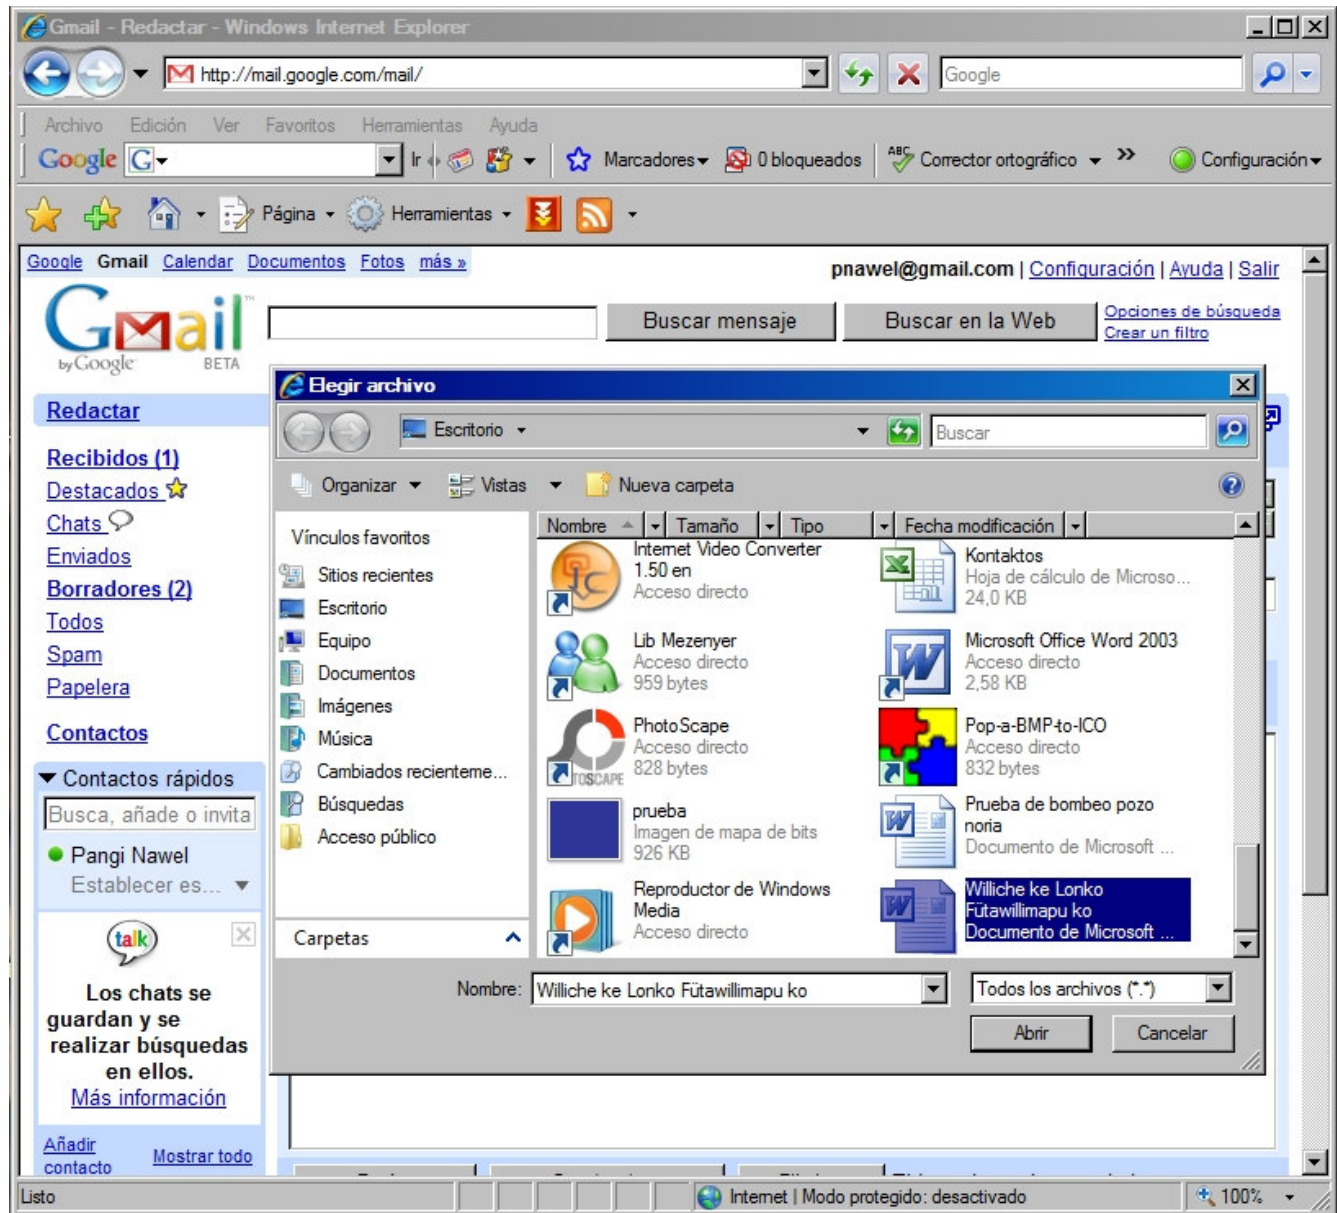 Gmail - Redactar - Windows Internet Explorer
http://mail.google.com/mail/
Google
Archivo Edición Ver Favoritos Herramientas Ayuda
Google G Ir Marcadores 0 bloqueados ABC Corrector ortográfico » Configuración
Página Herramientas
Google Gmail Calendar Documentos Fotos más »
pnawel@gmail.com | Configuración | Ayuda | Salir
Gmail™
by Google BETA
Buscar mensaje Buscar en la Web
Opciones de búsqueda
Crear un filtro
Redactar
Recibidos (1)
Destacados
Chats
Enviados
Borradores (2)
Todos
Spam
Papelera
Contactos
Contactos rápidos
Busca, añade o invita
Pangi Nawel
Establecer es...
talk
Los chats se
guardan y se
realizar búsquedas
en ellos.
Más información
Añadir
contacto
Mostrar todo
Elegir archivo
Escritorio
Buscar
Organizar Vistas Nueva carpeta
Vínculos favoritos
Sitios recientes
Escritorio
Equipo
Documentos
Imágenes
Música
Cambiados recienteme...
Búsquedas
Acceso público
Carpetas
Nombre Tamaño Tipo Fecha modificación
Internet Video Converter
1.50 en
Acceso directo
Kontaktos
Hoja de cálculo de Microso...
24,0 KB
Lib Mezenyer
Acceso directo
959 bytes
Microsoft Office Word 2003
Acceso directo
2,58 KB
PhotoScape
Acceso directo
828 bytes
TOSCAPE
Pop-a-BMP-to-ICO
Acceso directo
832 bytes
prueba
Imagen de mapa de bits
926 KB
Prueba de bombeo pozo
noria
Documento de Microsoft ...
Reproductor de Windows
Media
Acceso directo
Williche ke Lonko
Fütawillimapu ko
Documento de Microsoft ...
Nombre: Williche ke Lonko Fütawillimapu ko
Todos los archivos (*.*)
Abrir Cancelar
Listo
Internet | Modo protegido: desactivado
100%